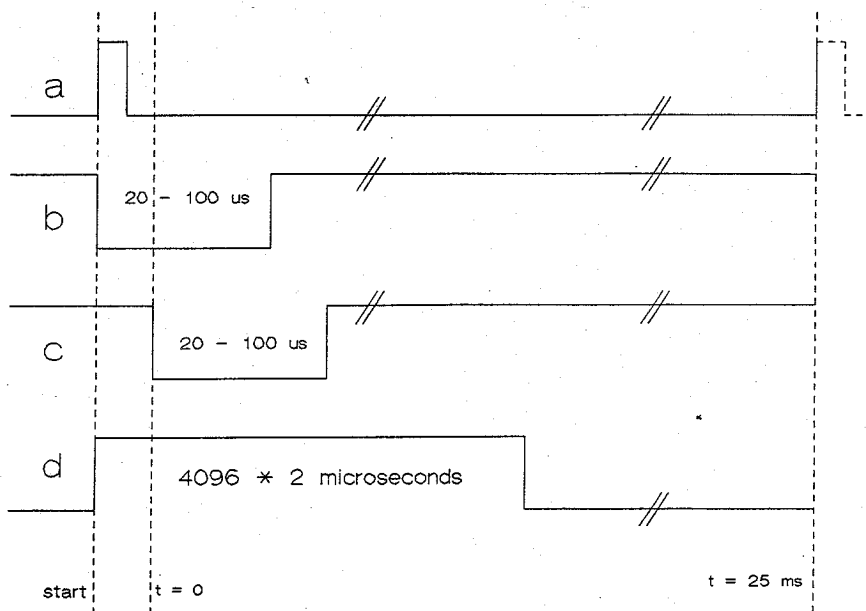 a
20 - 100 us
b
20 - 100 us
c
d
4096 * 2 microseconds
start
t = 0
t = 25 ms